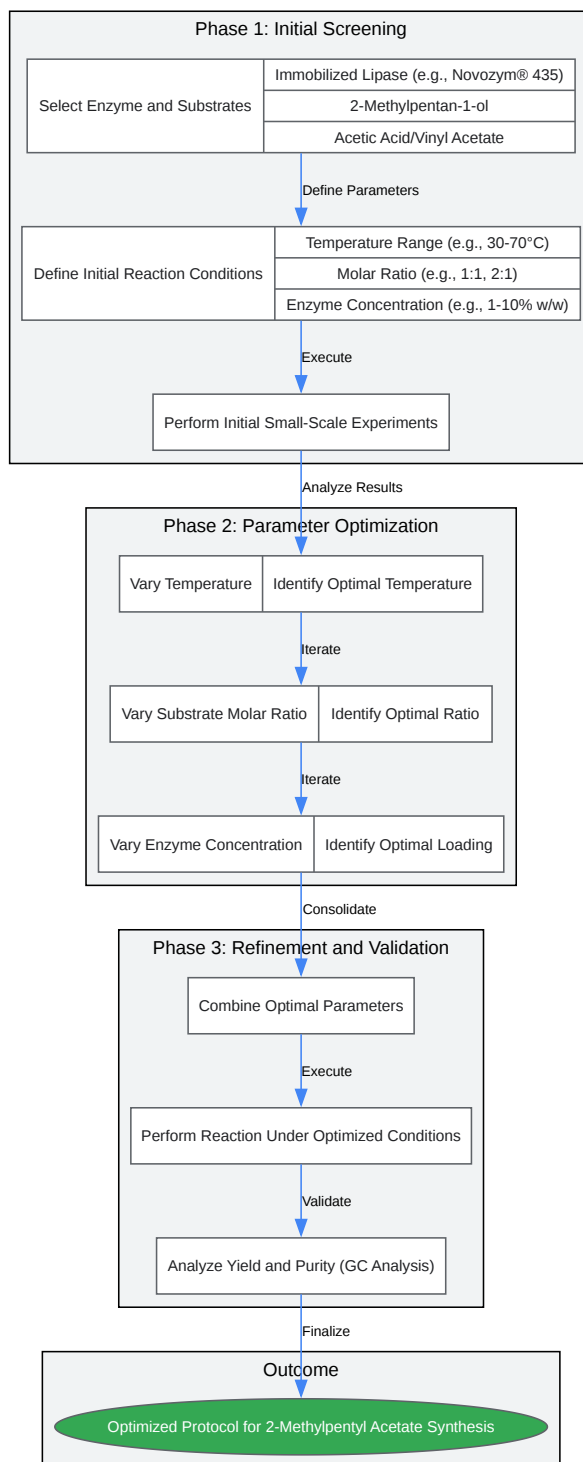 Phase 1: Initial Screening
Select Enzyme and Substrates
Immobilized Lipase (e.g., Novozym® 435)
2-Methylpentan-1-ol
Acetic Acid/Vinyl Acetate
Define Parameters
Define Initial Reaction Conditions
Temperature Range (e.g., 30-70°C)
Molar Ratio (e.g., 1:1, 2:1)
Enzyme Concentration (e.g., 1-10% w/w)
Execute
Perform Initial Small-Scale Experiments
Analyze Results
Phase 2: Parameter Optimization
Vary Temperature
Identify Optimal Temperature
Iterate
Vary Substrate Molar Ratio
Identify Optimal Ratio
Iterate
Vary Enzyme Concentration
Identify Optimal Loading
Consolidate
Phase 3: Refinement and Validation
Combine Optimal Parameters
Execute
Perform Reaction Under Optimized Conditions
Validate
Analyze Yield and Purity (GC Analysis)
Finalize
Outcome
Optimized Protocol for 2-Methylpentyl Acetate Synthesis